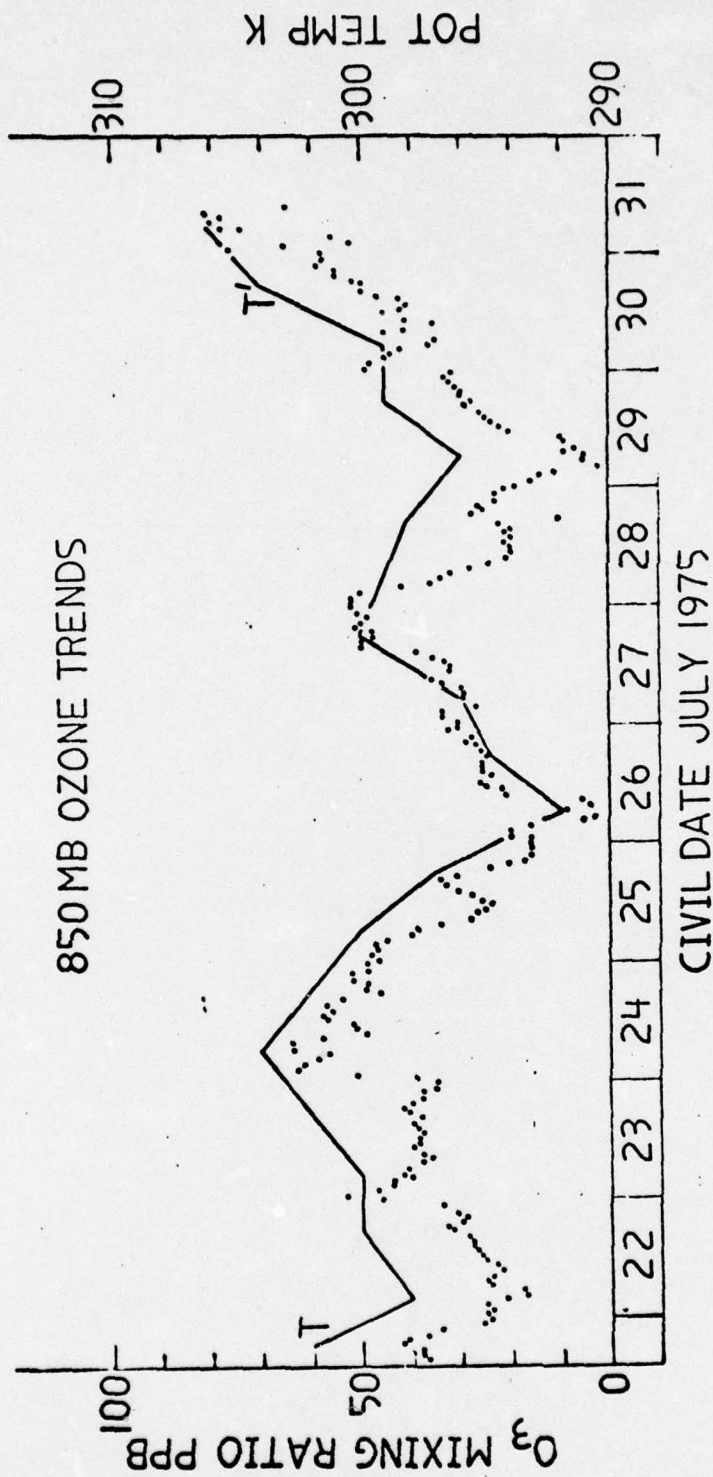 850 MB OZONE TRENDS
O3 MIXING RATIO PPB
100
50
0
POT TEMP K
310
300
290
T
T'
22
23
24
25
26
27
28
29
30
31
CIVIL DATE JULY 1975